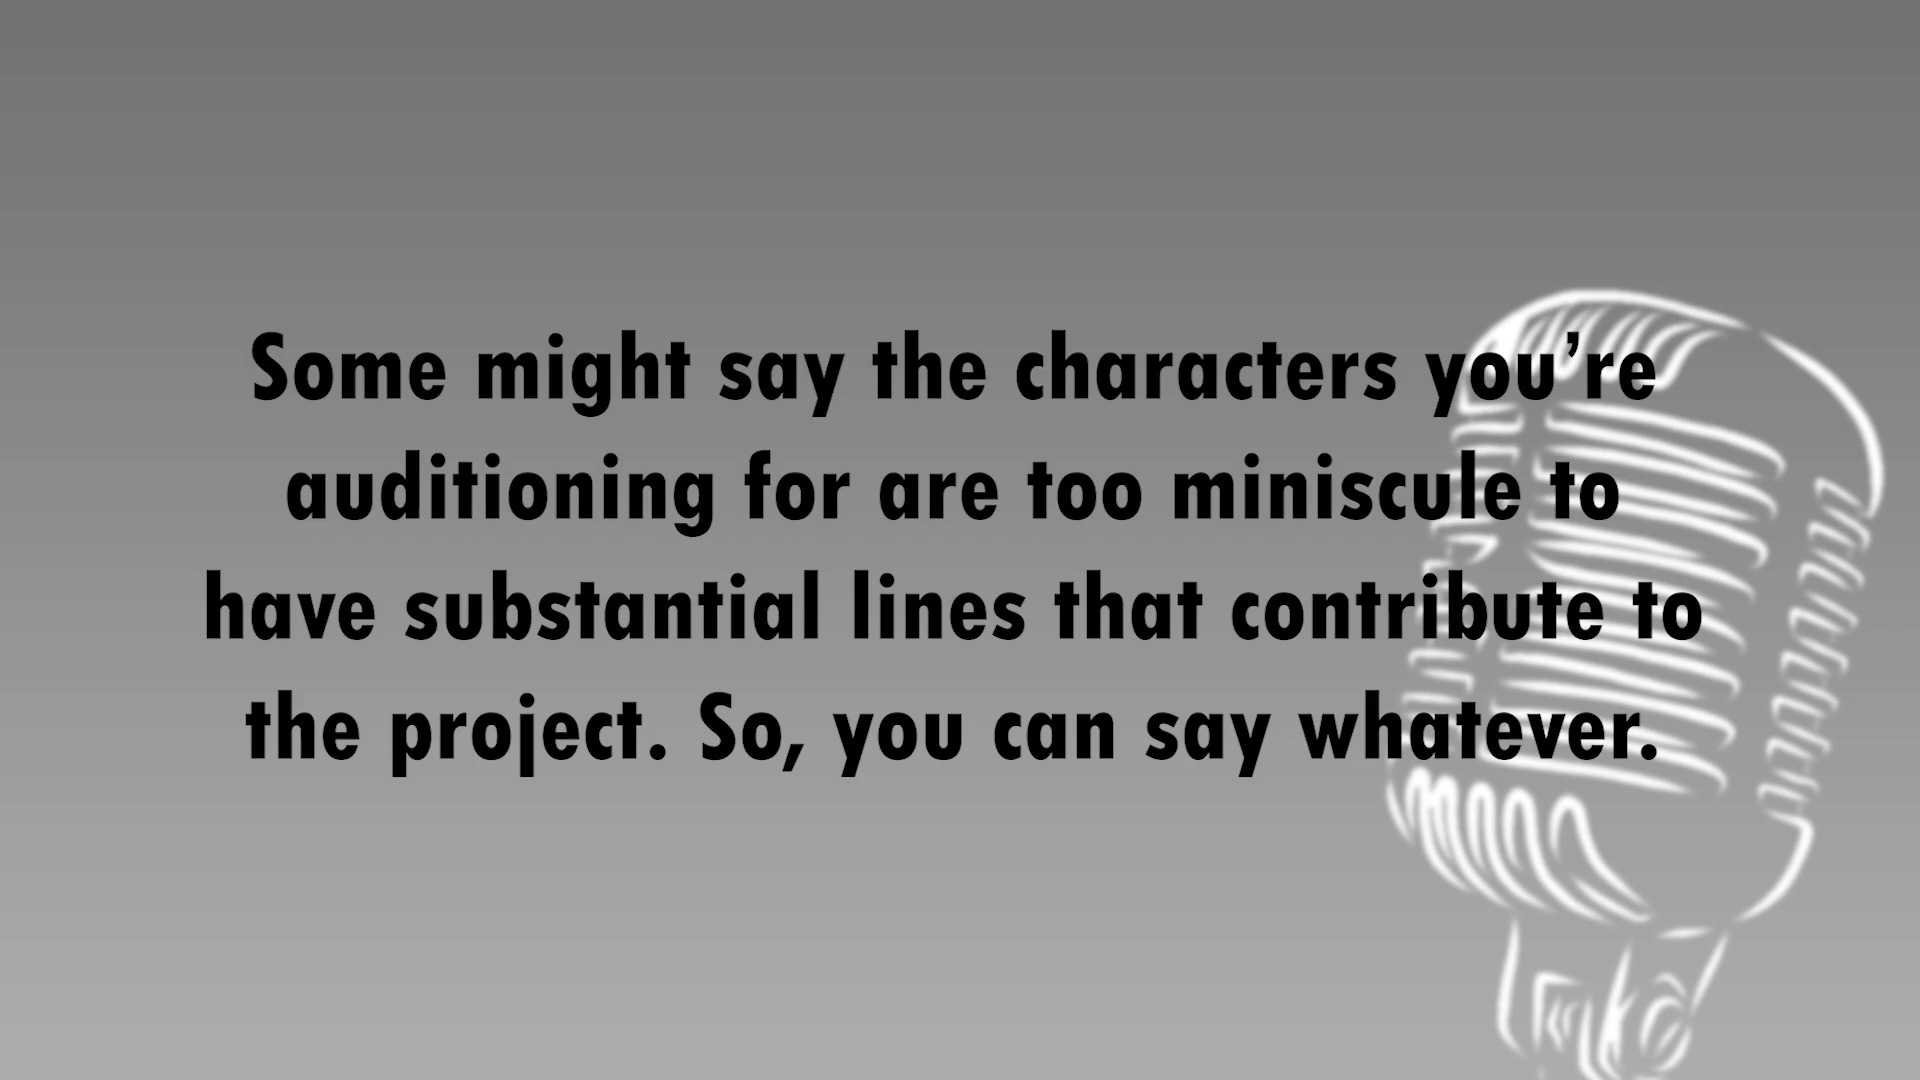 Some might say the characters you’re
auditioning for are too miniscule to
have substantial lines that contribute to
the project. So, you can say whatever.